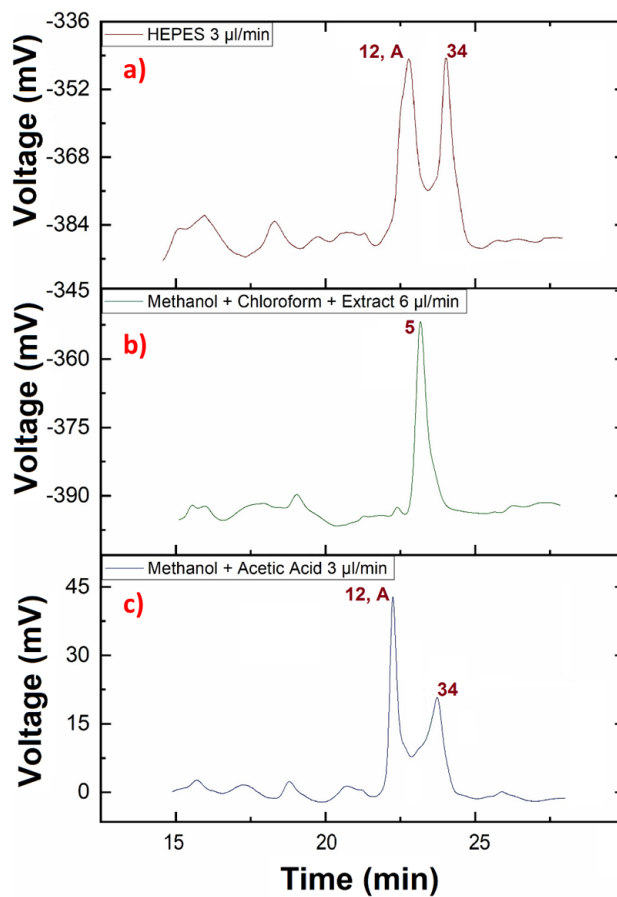 HEPES 3 µl/min
a)
12, A
34
-336
-352
-368
-384
Voltage (mV)
Methanol + Chloroform + Extract 6 µl/min
b)
5
-345
-360
-375
-390
Voltage (mV)
Methanol + Acetic Acid 3 µl/min
c)
12, A
34
45
30
15
0
Voltage (mV)
15
20
25
Time (min)